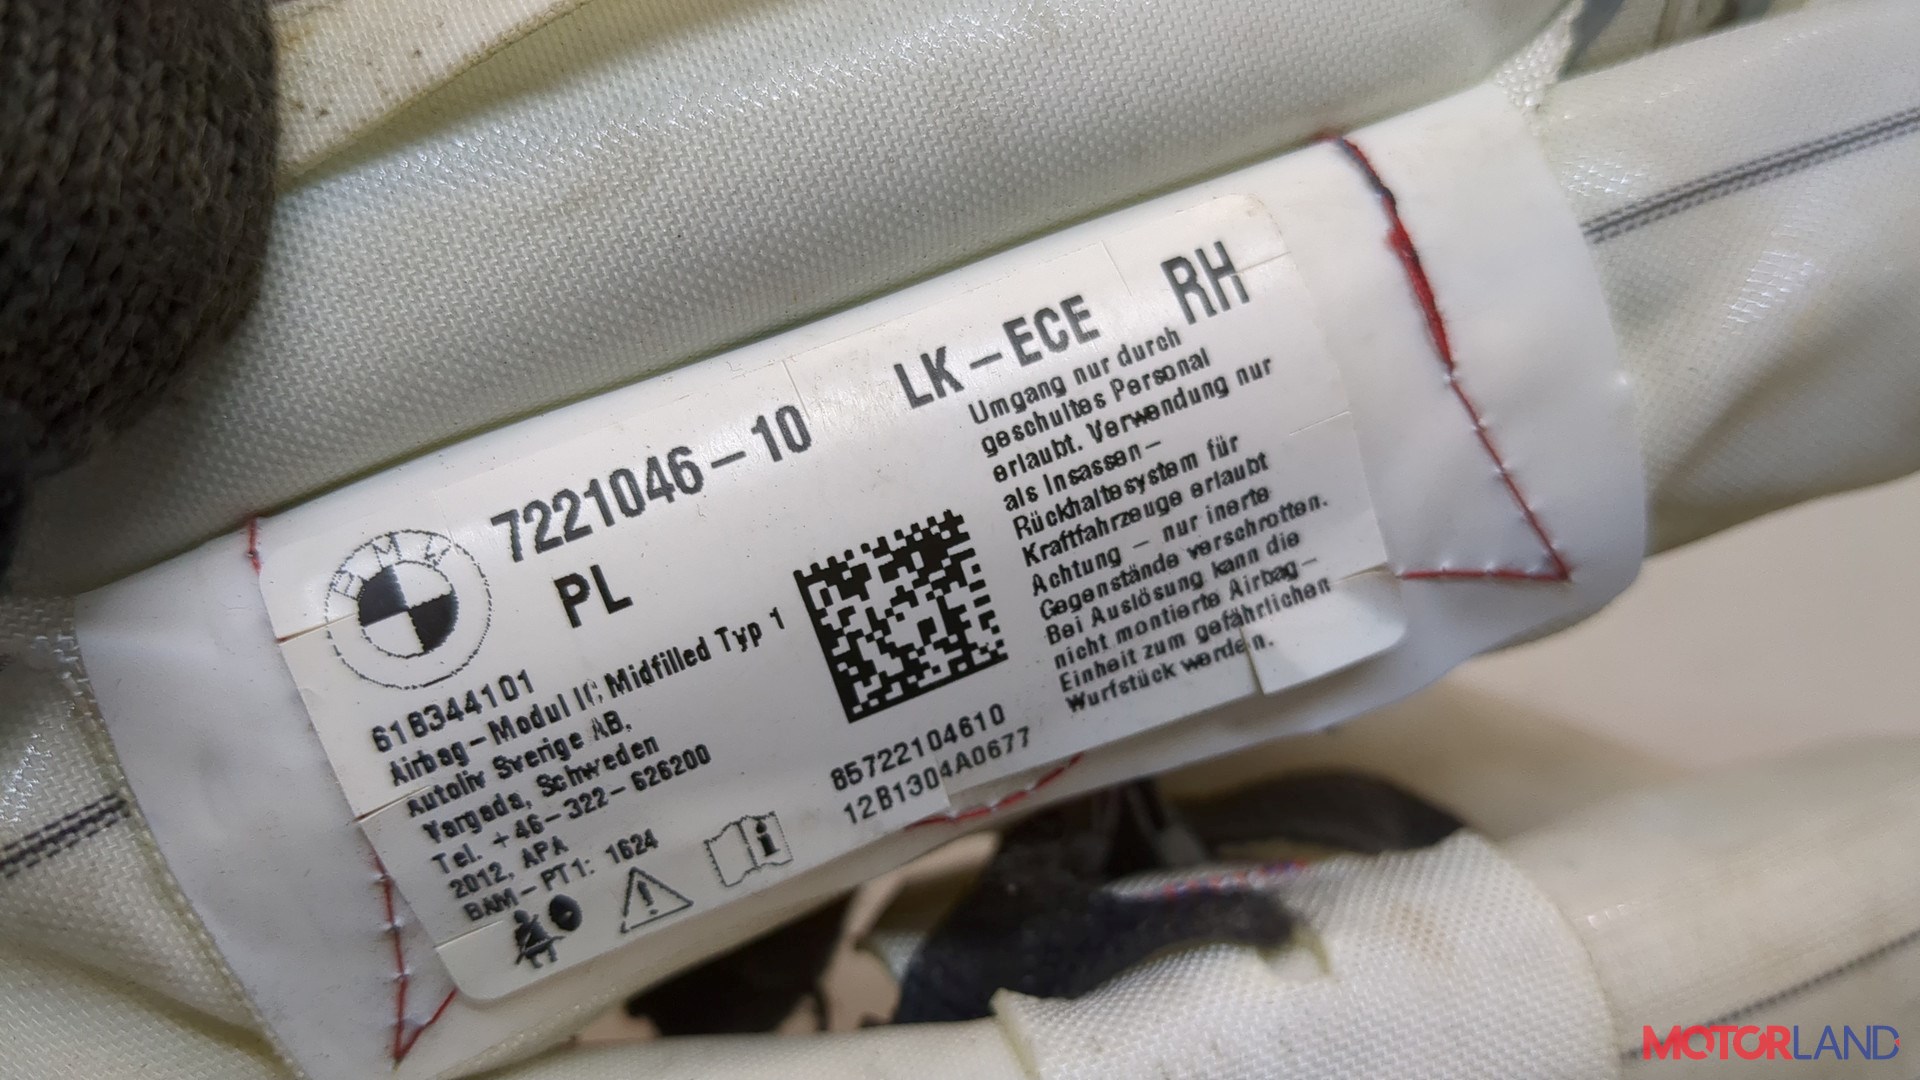 BMW
7221046-10
LK-ECE
RH
PL
61B344101
Airbag-Modul IC Midfilled Typ 1
Autoliv Sverige AB,
Vargada, Schweden
Tel. +46-322-626200
2012, APA
BAM-PT1: 1624
85722104610
12B1304A0677
Umgang nur durch
geschultes Personal
erlaubt. Verwendung nur
als Insassen-
Rückhaltesystem für
Kraftfahrzeuge erlaubt
Achtung - nur inerte
Gegenstände verschrotten.
Bei Auslösung kann die
nicht montierte Airbag-
Einheit zum gefährlichen
Wurfstück werden.
MOTORLAND